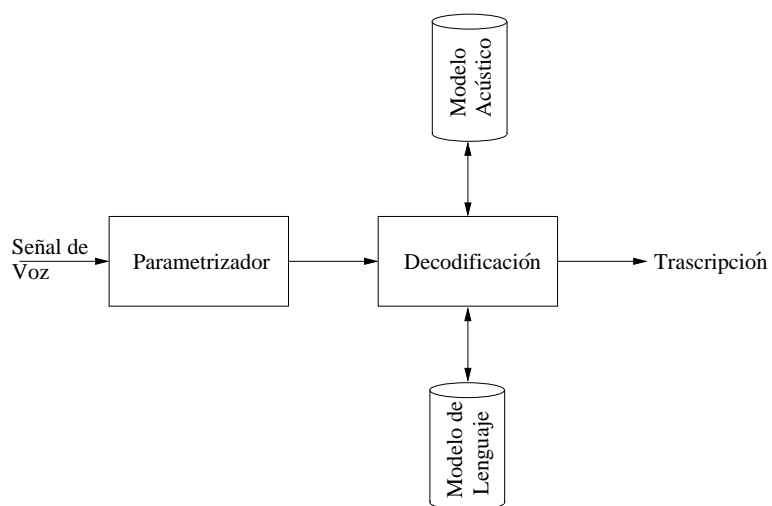 Modelo
Acústico
Señal de
Voz
Parametrizador
Decodificación
Trascripción
Modelo de
Lenguaje